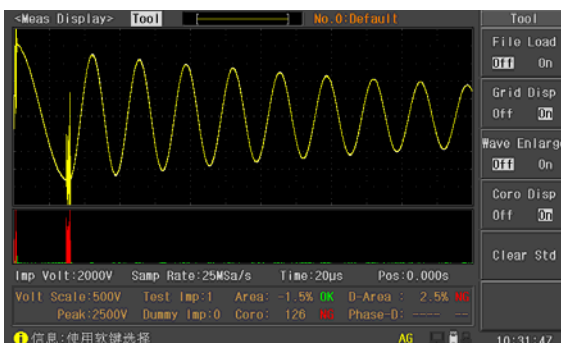 <Meas Display> Tool No.0:Default
Tool
File Load
Off On
Grid Disp
Off On
Wave Enlarg
Off On
Coro Disp
Off On
Clear Std
Imp Volt:2000V Samp Rate:25MSa/s Time:20µs Pos:0.000s
Volt Scale:500V Test Imp:1 Area: -1.5% OK D-Area : 2.5% NG
Peak:2500V Dummy Imp:0 Coro: 126 NG Phase-D: ---- --
信息:使用软键选择 AG 10:31:47